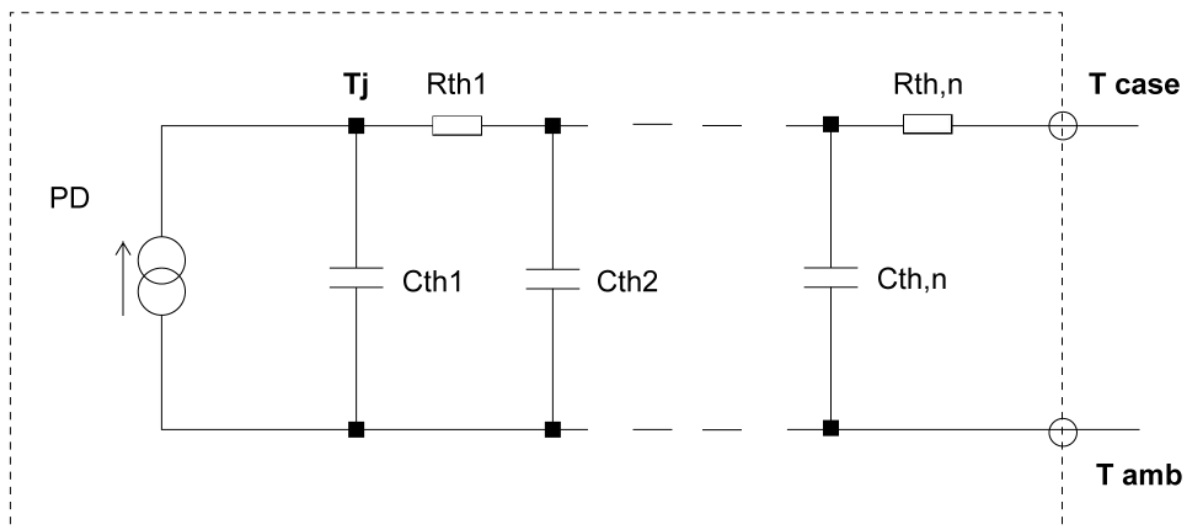 Tj
Rth1
Rth,n
T case
PD
Cth1
Cth2
Cth,n
T amb